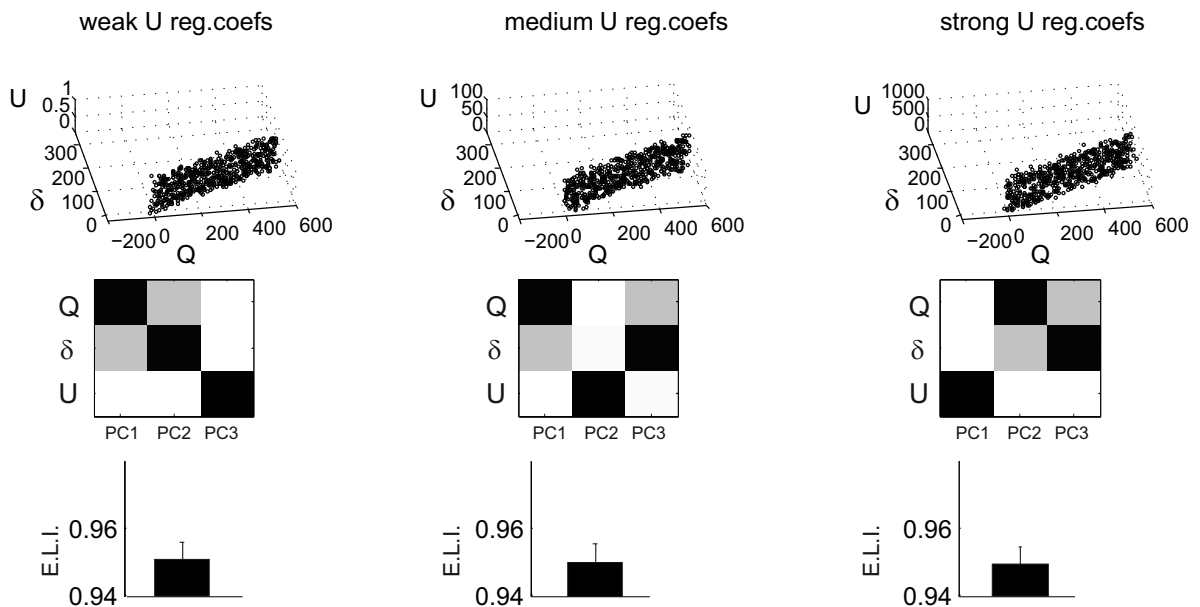 weak U reg.coefs
medium U reg.coefs
strong U reg.coefs
U
1
0.5
0
300
200
100
0
δ
−200
0
200
400
600
Q
U
100
50
0
300
200
100
0
δ
−200
0
200
400
600
Q
U
1000
500
0
300
200
100
0
δ
−200
0
200
400
600
Q
Q
δ
U
PC1 PC2 PC3
Q
δ
U
PC1 PC2 PC3
Q
δ
U
PC1 PC2 PC3
E.L.I.
0.96
0.94
E.L.I.
0.96
0.94
E.L.I.
0.96
0.94